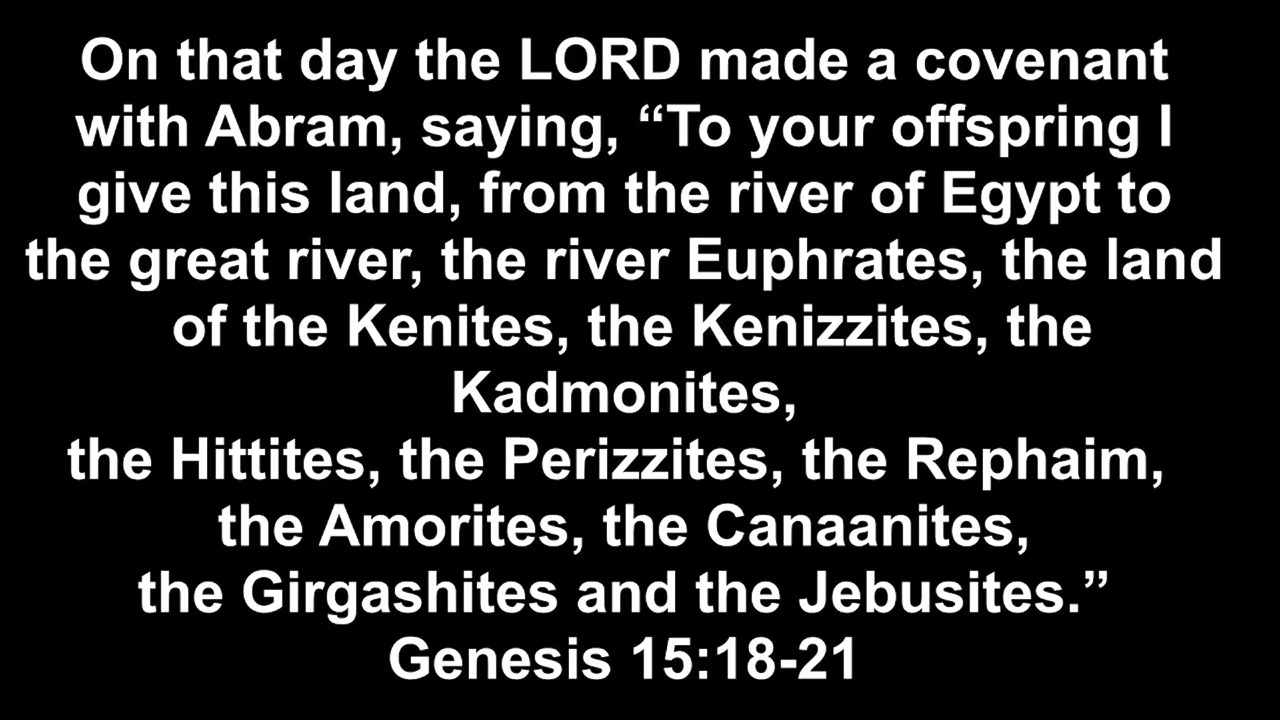 On that day the LORD made a covenant
with Abram, saying, “To your offspring I
give this land, from the river of Egypt to
the great river, the river Euphrates, the land
of the Kenites, the Kenizzites, the
Kadmonites,
the Hittites, the Perizzites, the Rephaim,
the Amorites, the Canaanites,
the Girgashites and the Jebusites.”
Genesis 15:18-21